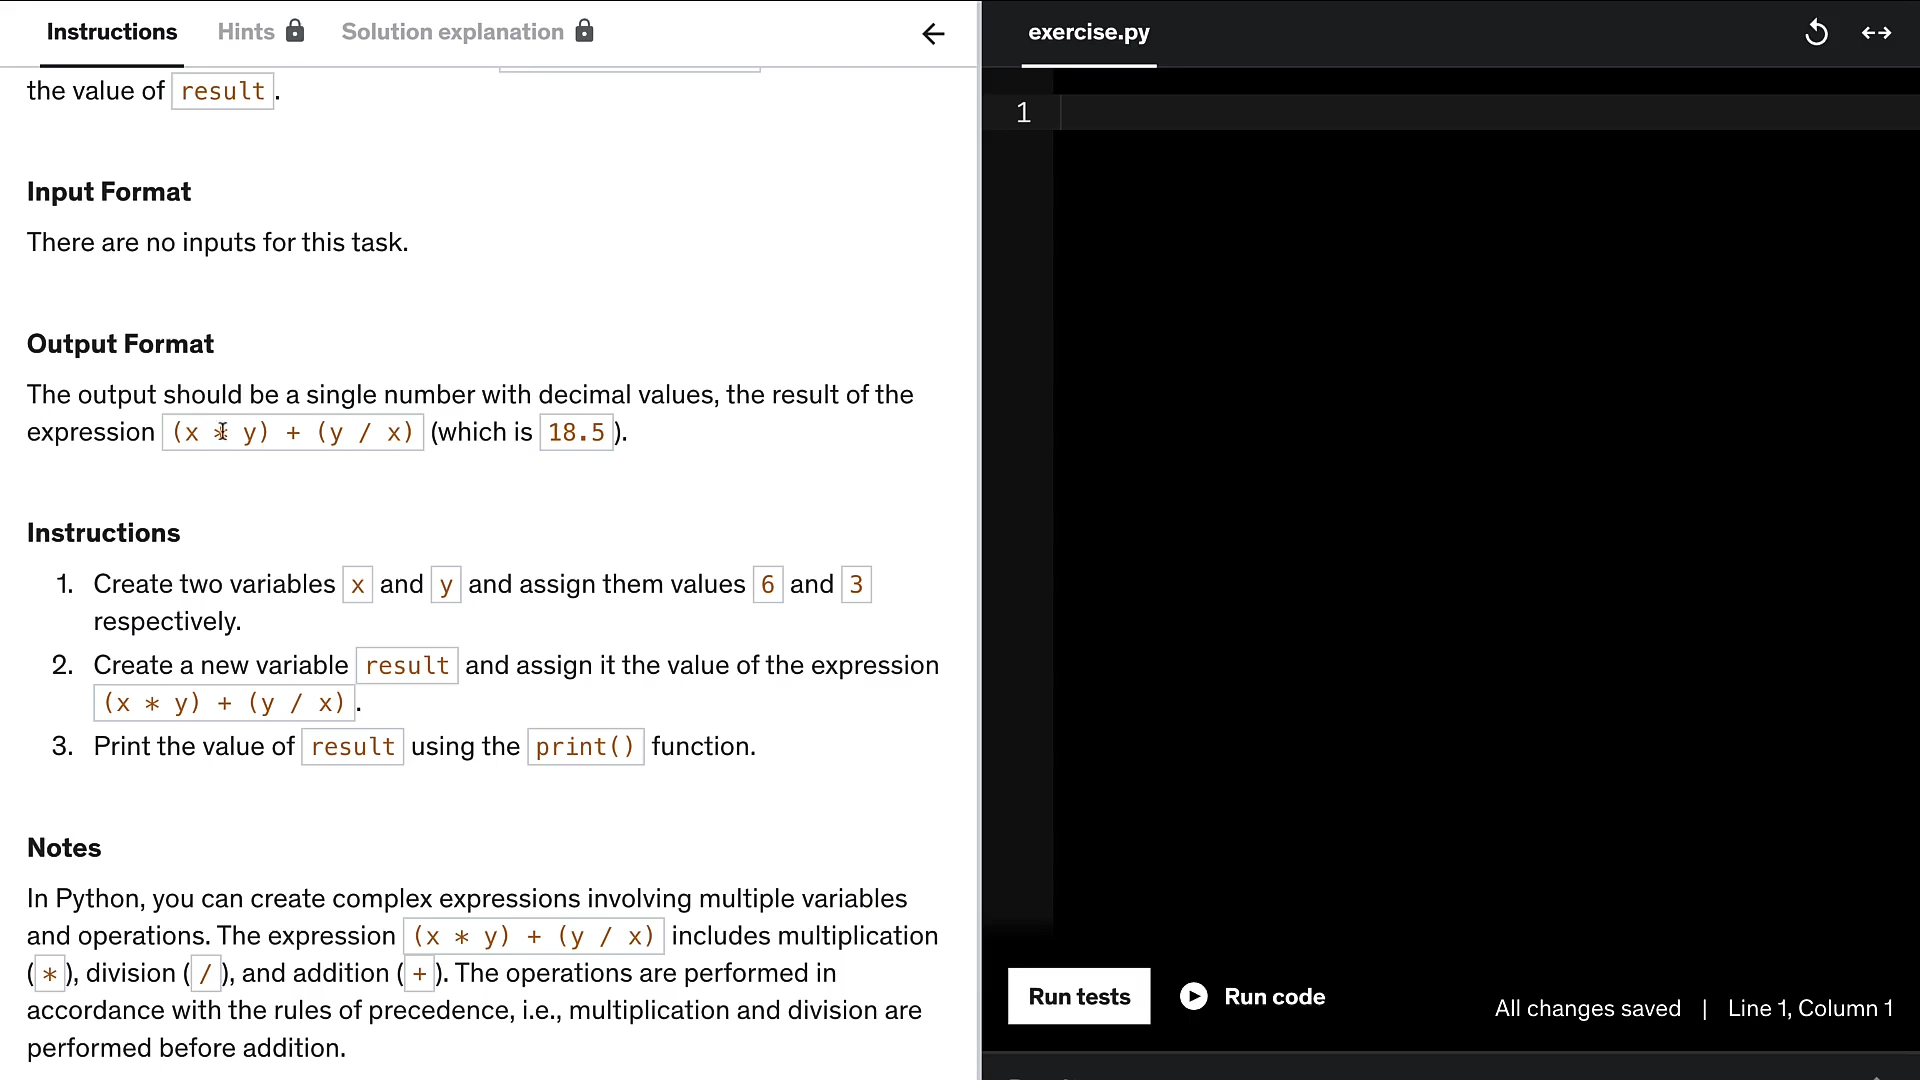 Instructions
Hints
Solution explanation
exercise.py
the value of result.
Input Format
There are no inputs for this task.
Output Format
The output should be a single number with decimal values, the result of the
expression (x * y) + (y / x) (which is 18.5).
Instructions
1. Create two variables x and y and assign them values 6 and 3
respectively.
2. Create a new variable result and assign it the value of the expression
(x * y) + (y / x).
3. Print the value of result using the print() function.
Notes
In Python, you can create complex expressions involving multiple variables
and operations. The expression (x * y) + (y / x) includes multiplication
(*), division (/), and addition (+). The operations are performed in
accordance with the rules of precedence, i.e., multiplication and division are
performed before addition.
1
Run tests
Run code
All changes saved | Line 1, Column 1